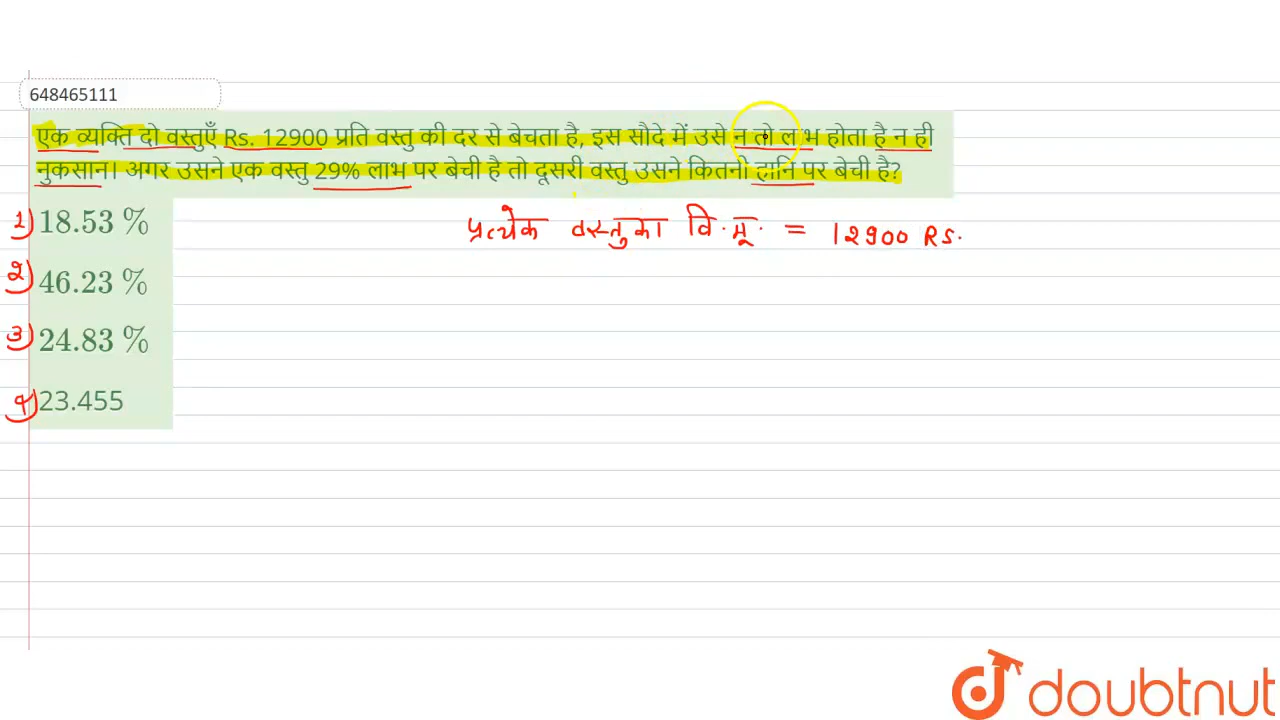 648465111
एक व्यक्ति दो वस्तुएँ Rs. 12900 प्रति वस्तु की दर से बेचता है, इस सौदे में उसे न तो लाभ होता है न ही
नुकसान। अगर उसने एक वस्तु 29% लाभ पर बेची है तो दूसरी वस्तु उसने कितनी हानि पर बेची है?
1) 18.53 %
प्रत्येक वस्तु का वि. मू. = 12900 RS.
2) 46.23 %
3) 24.83 %
4) 23.455
doubtnut